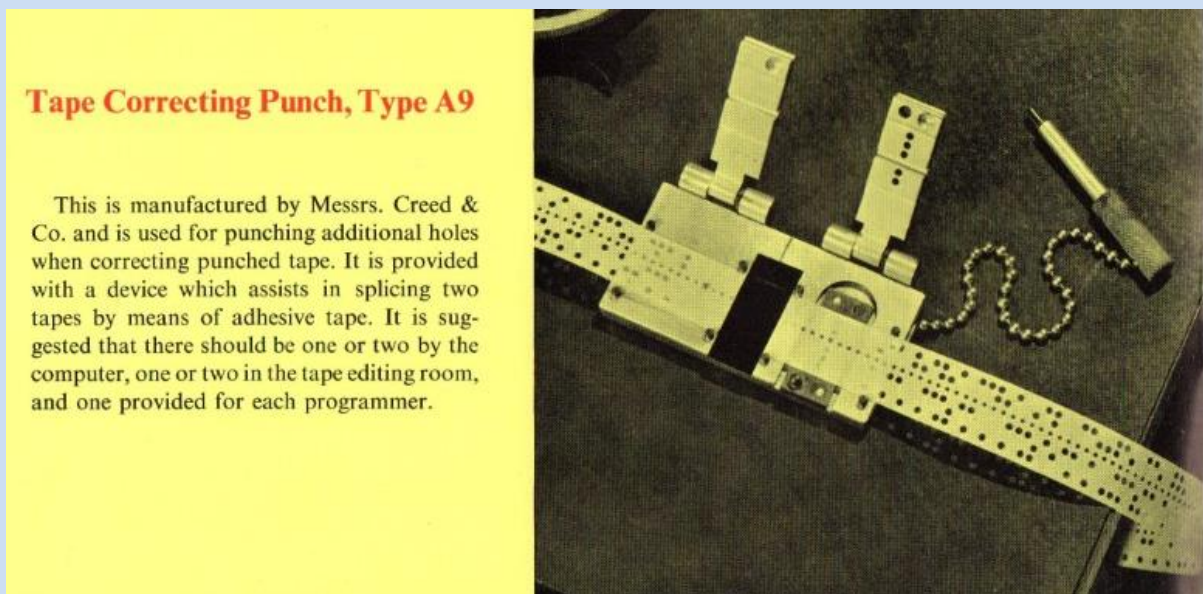 Tape Correcting Punch, Type A9
This is manufactured by Messrs. Creed &
Co. and is used for punching additional holes
when correcting punched tape. It is provided
with a device which assists in splicing two
tapes by means of adhesive tape. It is sug-
gested that there should be one or two by the
computer, one or two in the tape editing room,
and one provided for each programmer.